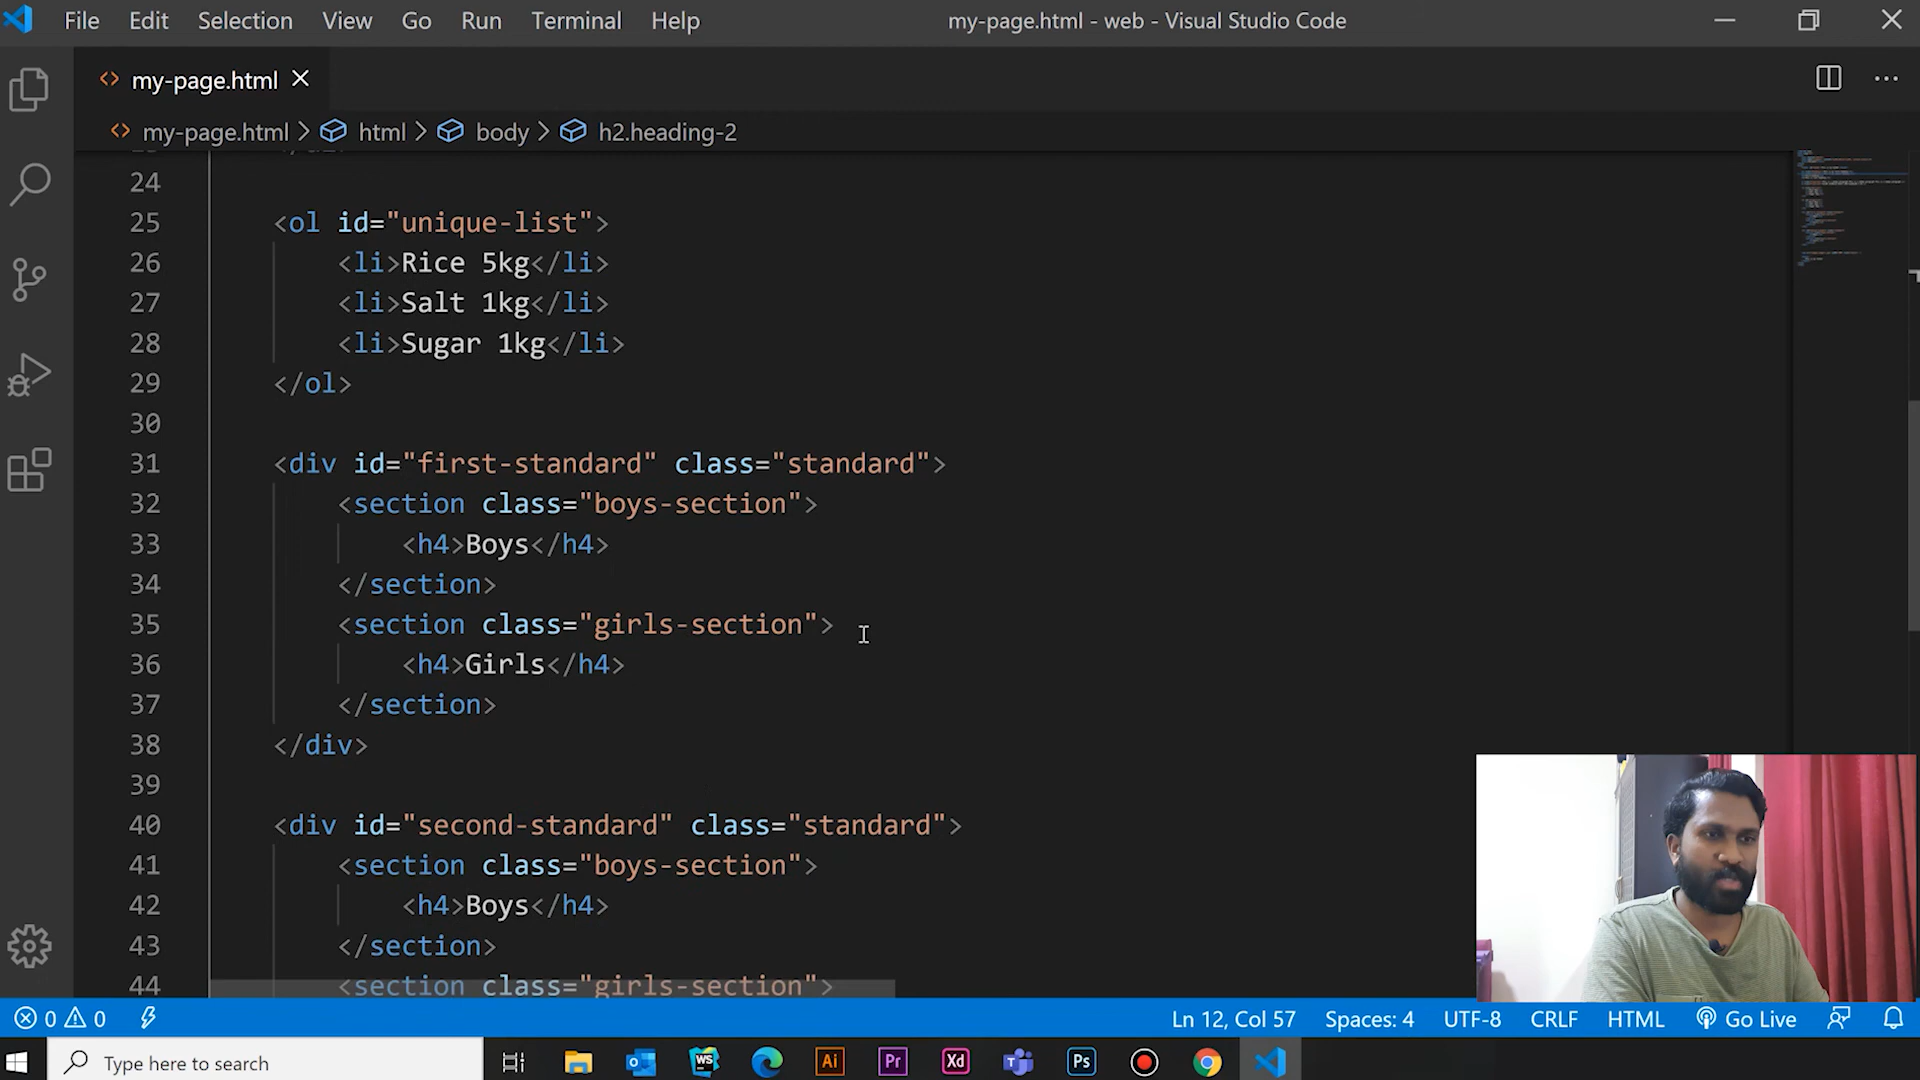 File Edit Selection View Go Run Terminal Help my-page.html - web - Visual Studio Code
my-page.html
my-page.html > html > body > h2.heading-2
24
25 <ol id="unique-list">
26 <li>Rice 5kg</li>
27 <li>Salt 1kg</li>
28 <li>Sugar 1kg</li>
29 </ol>
30
31 <div id="first-standard" class="standard">
32 <section class="boys-section">
33 <h4>Boys</h4>
34 </section>
35 <section class="girls-section">
36 <h4>Girls</h4>
37 </section>
38 </div>
39
40 <div id="second-standard" class="standard">
41 <section class="boys-section">
42 <h4>Boys</h4>
43 </section>
44 <section class="girls-section">
0 0 Ln 12, Col 57 Spaces: 4 UTF-8 CRLF HTML Go Live
Type here to search WS Ai Pr Xd Ps